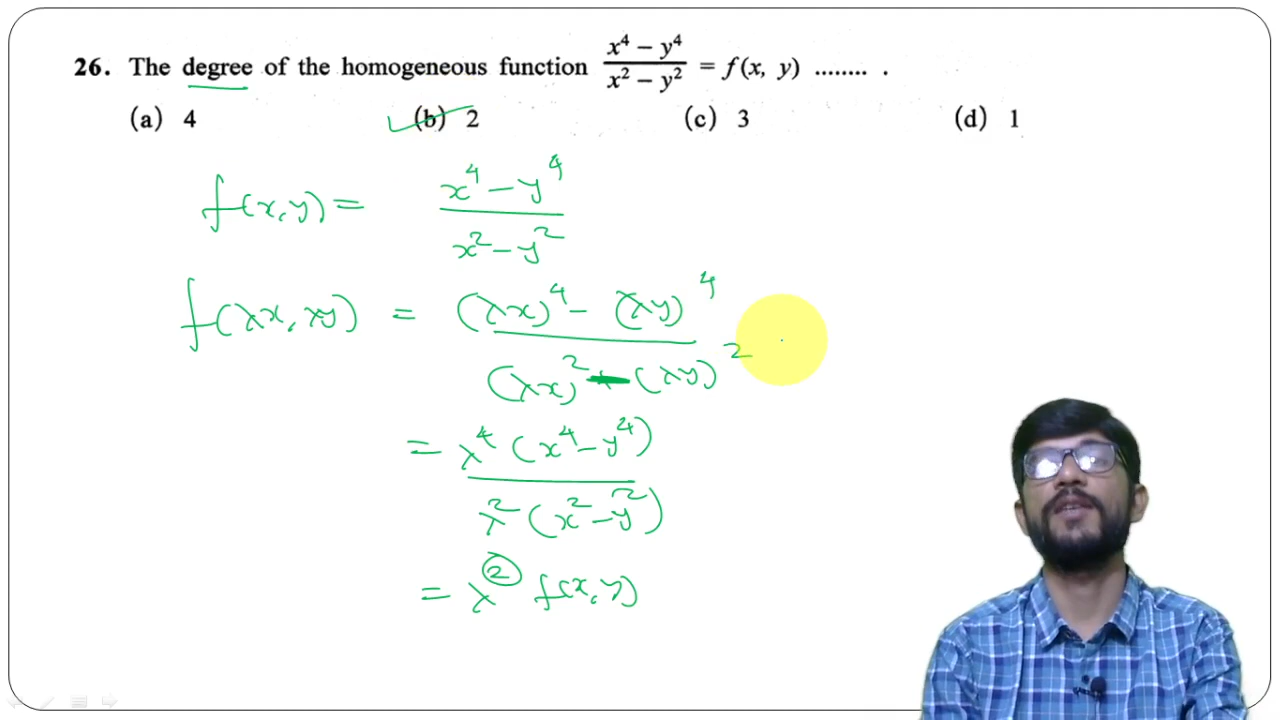 26. The degree of the homogeneous function (x⁴ − y⁴)/(x² − y²) = f(x, y) ........ .
(a) 4 (b) 2 (c) 3 (d) 1
f(x,y) = (x⁴ − y⁴)/(x² − y²)
f(λx, λy) = ((λx)⁴ − (λy)⁴)/((λx)² − (λy)²)
= λ⁴(x⁴ − y⁴)/λ²(x² − y²)
= λ² f(x, y)